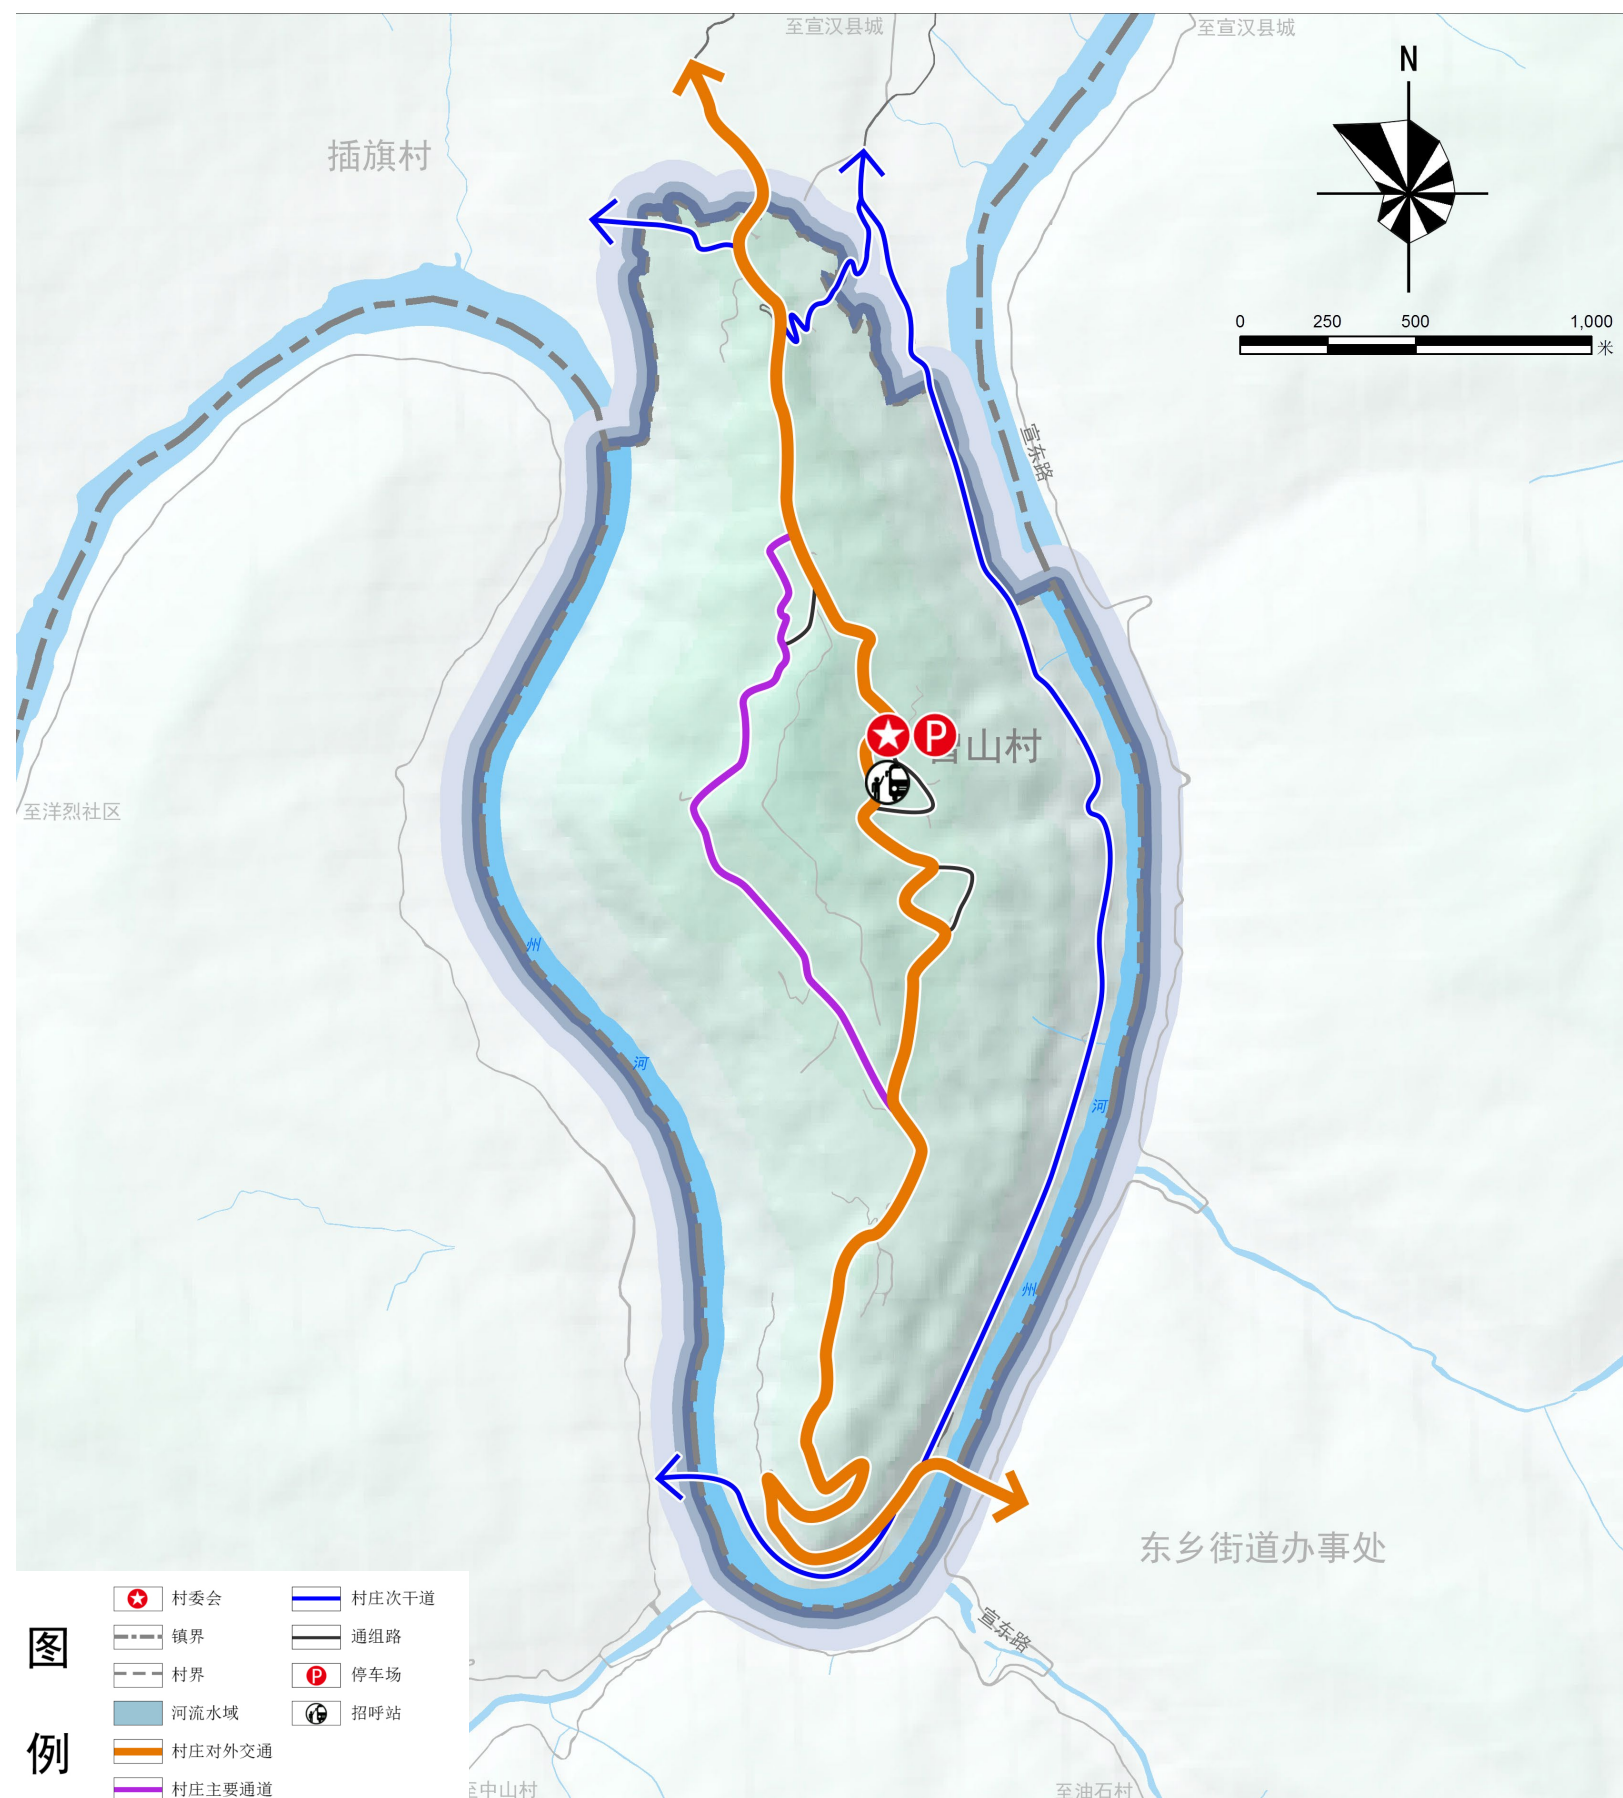 至宣汉县城
至宣汉县城
N
插旗村
0 250 500 1,000
米
宣东路
山村
P
至洋烈社区
州
河
河
州
东乡街道办事处
宣东路
至中山村
至油石村
图例
村委会
镇界
村界
河流水域
村庄对外交通
村庄主要通道
村庄次干道
通组路
P
停车场
招呼站